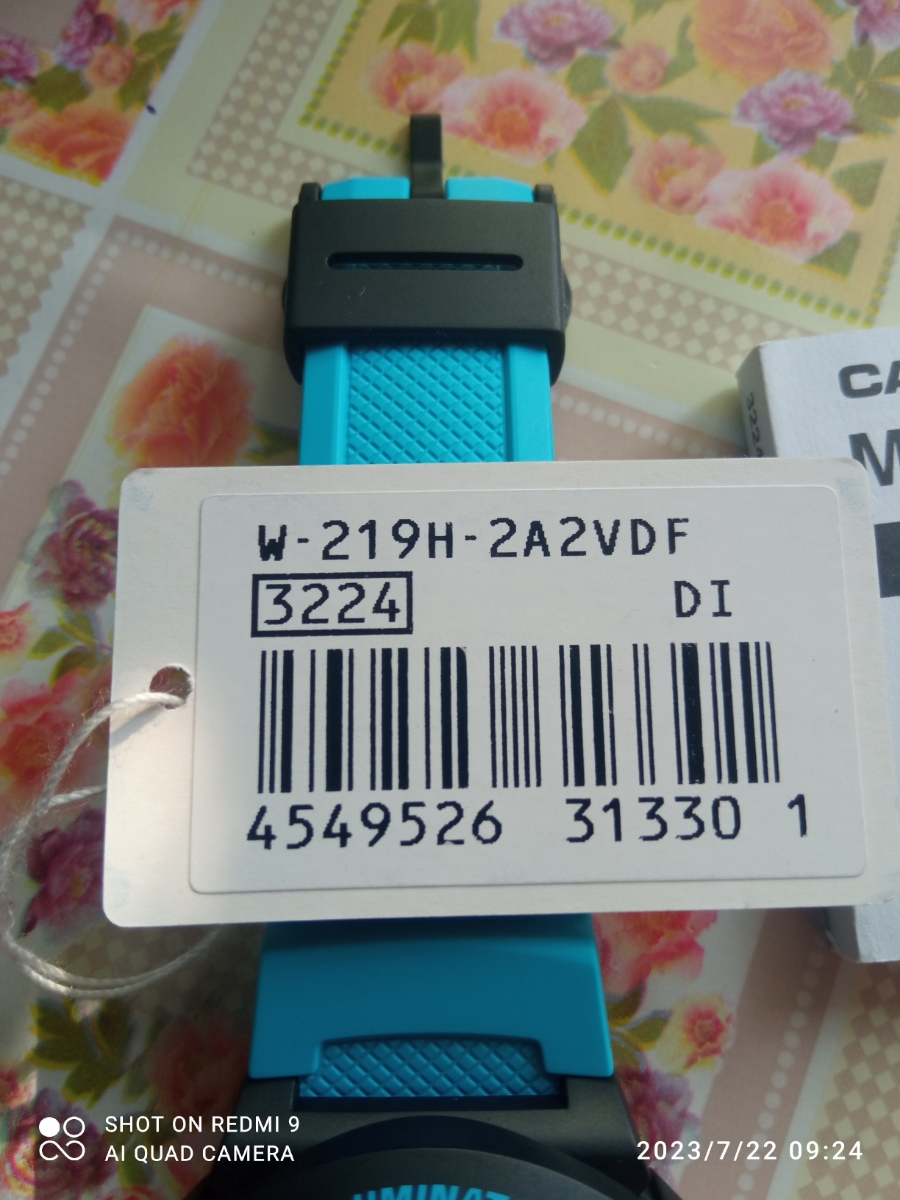 W-219H-2A2VDF
3224 DI
4549526 31330 1
SHOT ON REDMI 9
AI QUAD CAMERA
2023/7/22 09:24